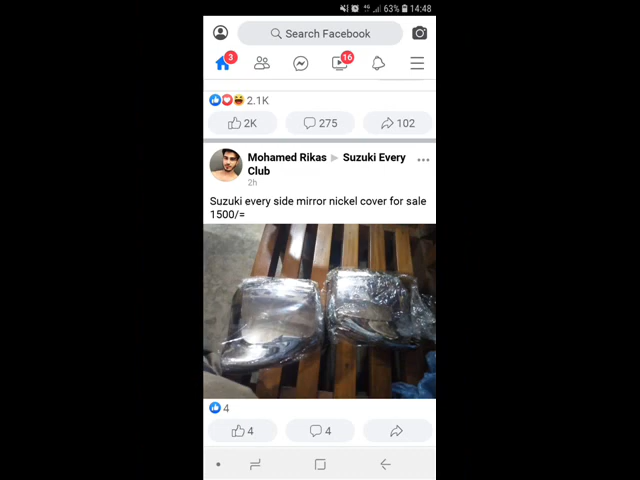 63% 14:48
Search Facebook
3
16
2.1K
2K
275
102
Mohamed Rikas ▶ Suzuki Every
Club
2h
Suzuki every side mirror nickel cover for sale
1500/=
4
4
4